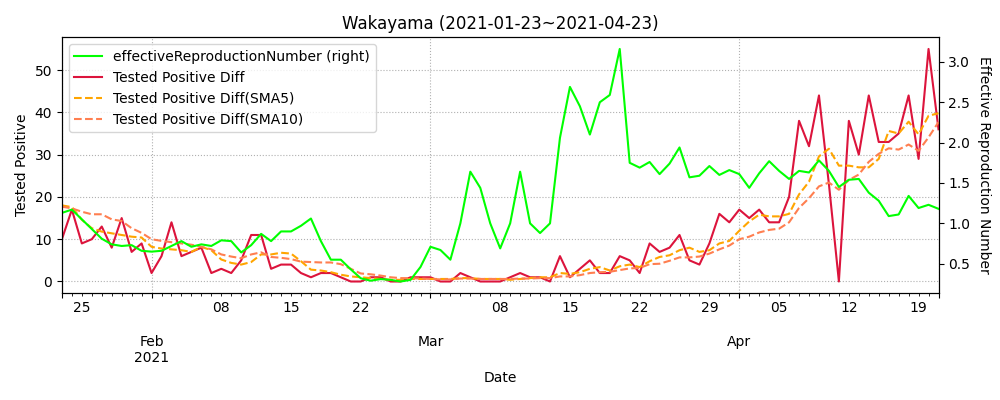 Wakayama (2021-01-23~2021-04-23)
effectiveReproductionNumber (right)
Tested Positive Diff
Tested Positive Diff(SMA5)
Tested Positive Diff(SMA10)
Tested Positive
50
40
30
20
10
0
3.0
2.5
2.0
1.5
1.0
0.5
Effective Reproduction Number
25 08 15 22 08 15 22 29 05 12 19
Feb Mar Apr
2021
Date